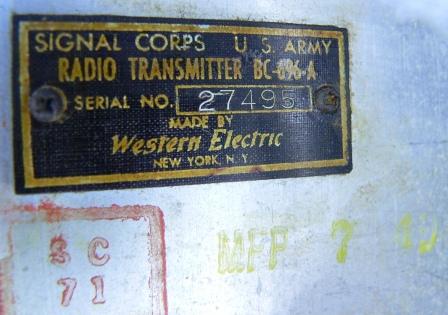 SIGNAL CORPS U. S. ARMY
RADIO TRANSMITTER BC-696-A
SERIAL NO. 27495
MADE BY
Western Electric
NEW YORK, N.Y.
SC
71
MFP 7